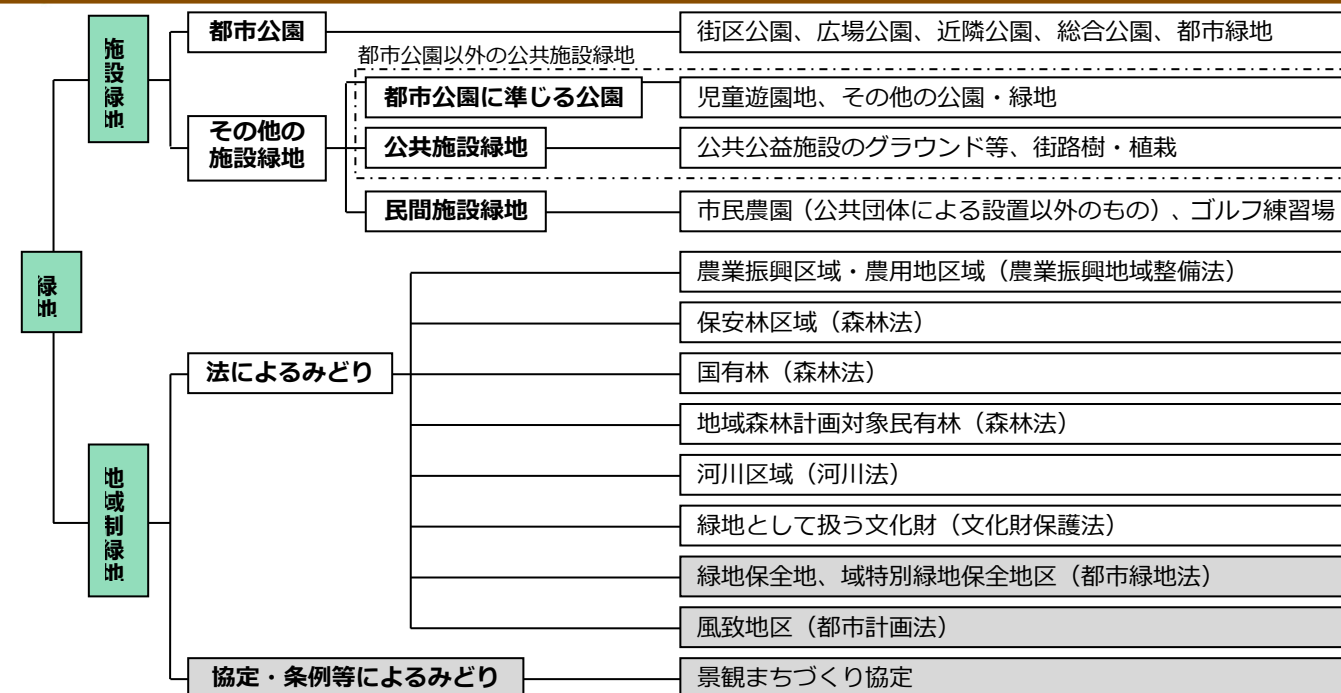 都市公園
街区公園、広場公園、近隣公園、総合公園、都市緑地
施設緑地
都市公園以外の公共施設緑地
都市公園に準じる公園
児童遊園地、その他の公園・緑地
その他の
施設緑地
公共施設緑地
公共公益施設のグラウンド等、街路樹・植栽
民間施設緑地
市民農園（公共団体による設置以外のもの）、ゴルフ練習場
緑地
農業振興区域・農用地区域（農業振興地域整備法）
保安林区域（森林法）
法によるみどり
国有林（森林法）
地域森林計画対象民有林（森林法）
地域制緑地
河川区域（河川法）
緑地として扱う文化財（文化財保護法）
緑地保全地、域特別緑地保全地区（都市緑地法）
風致地区（都市計画法）
協定・条例等によるみどり
景観まちづくり協定